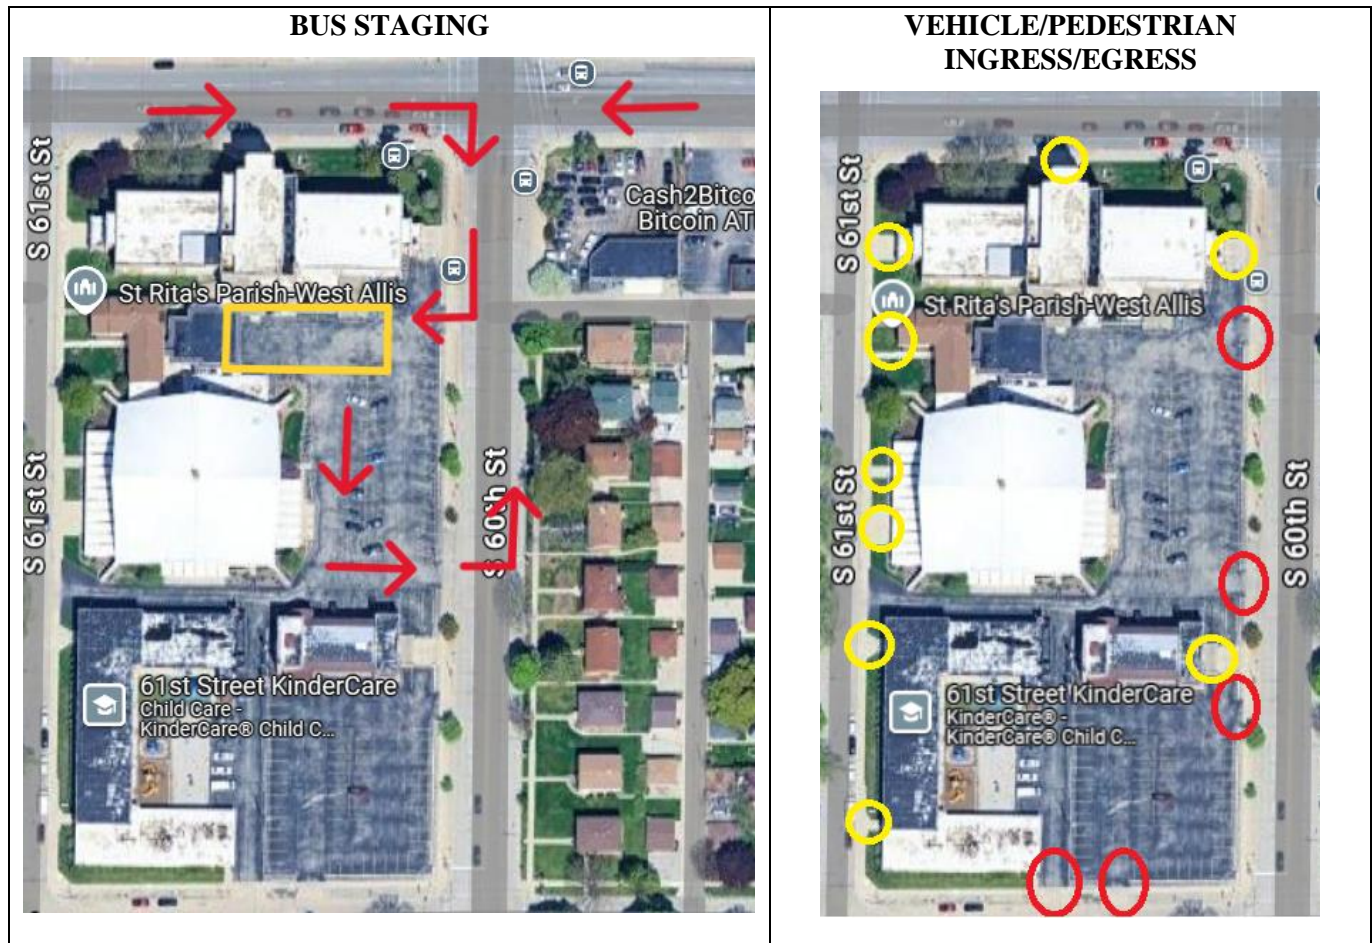 BUS STAGING
S 61st St
Cash2Bitco
Bitcoin AT
St Rita's Parish-West Allis
S 61st St
S 60th St
61st Street KinderCare
Child Care -
KinderCare® Child C...
VEHICLE/PEDESTRIAN
INGRESS/EGRESS
S 61st St
St Rita's Parish-West Allis
S 61st St
S 60th St
61st Street KinderCare
KinderCare® -
KinderCare® Child C...